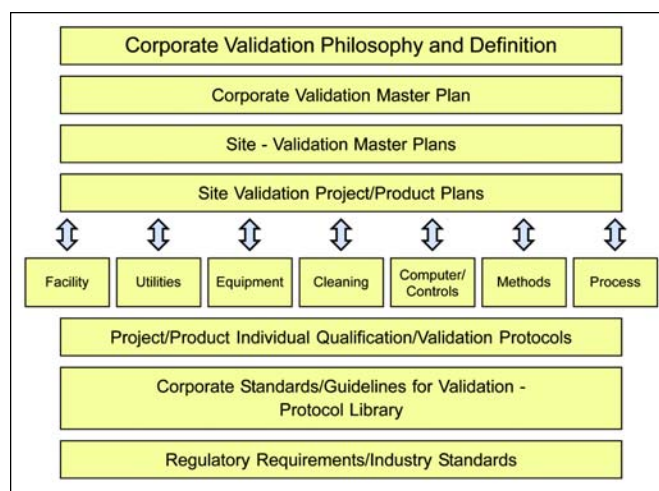 Corporate Validation Philosophy and Definition
Corporate Validation Master Plan
Site - Validation Master Plans
Site Validation Project/Product Plans
Facility
Utilities
Equipment
Cleaning
Computer/
Controls
Methods
Process
Project/Product Individual Qualification/Validation Protocols
Corporate Standards/Guidelines for Validation -
Protocol Library
Regulatory Requirements/Industry Standards